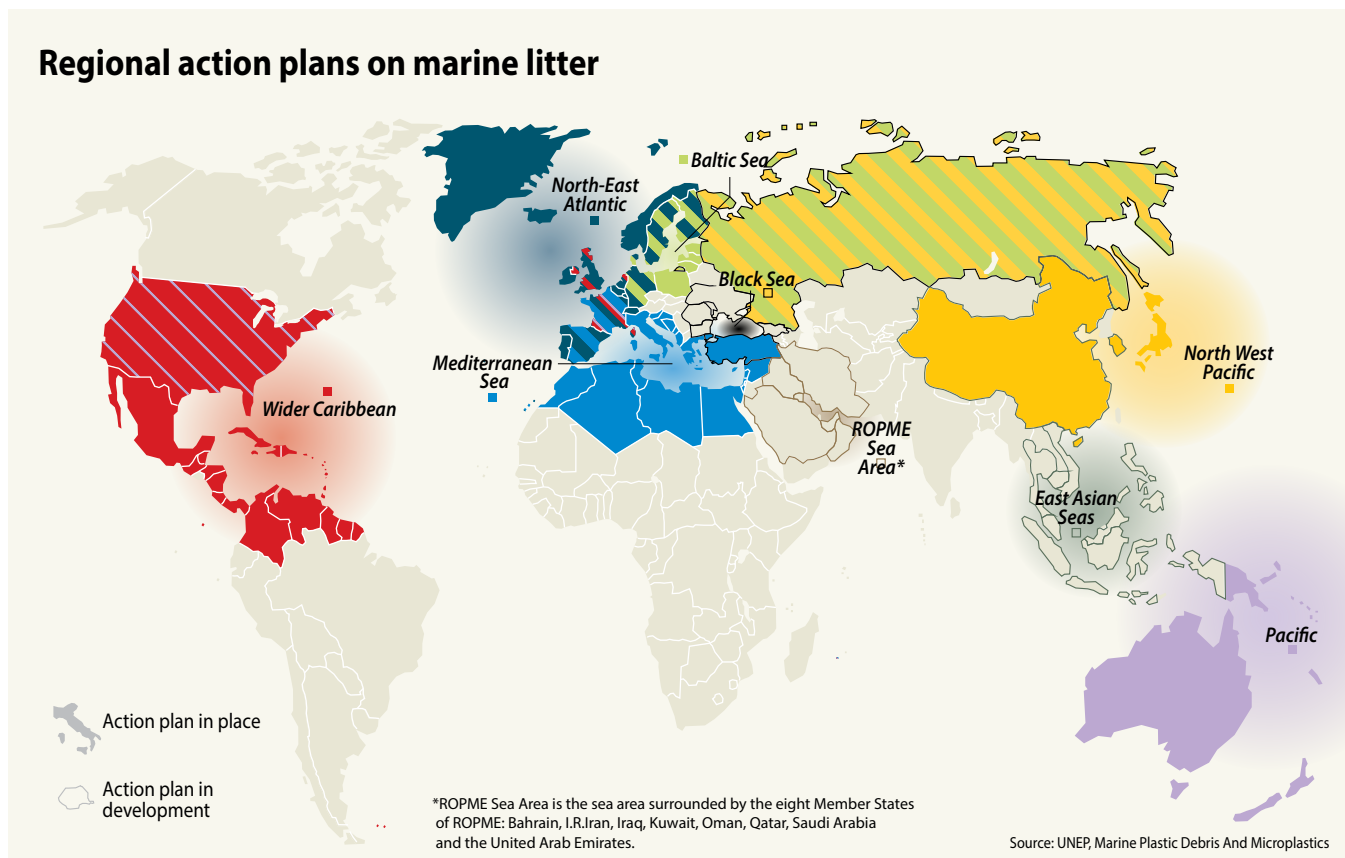 Regional action plans on marine litter
Baltic Sea
North-East
Atlantic
Black Sea
Mediterranean
Sea
North West
Pacific
Wider Caribbean
ROPME
Sea
Area*
East Asian
Seas
Pacific
Action plan in place
Action plan in
development
*ROPME Sea Area is the sea area surrounded by the eight Member States
of ROPME: Bahrain, I.R.Iran, Iraq, Kuwait, Oman, Qatar, Saudi Arabia
and the United Arab Emirates.
Source: UNEP, Marine Plastic Debris And Microplastics